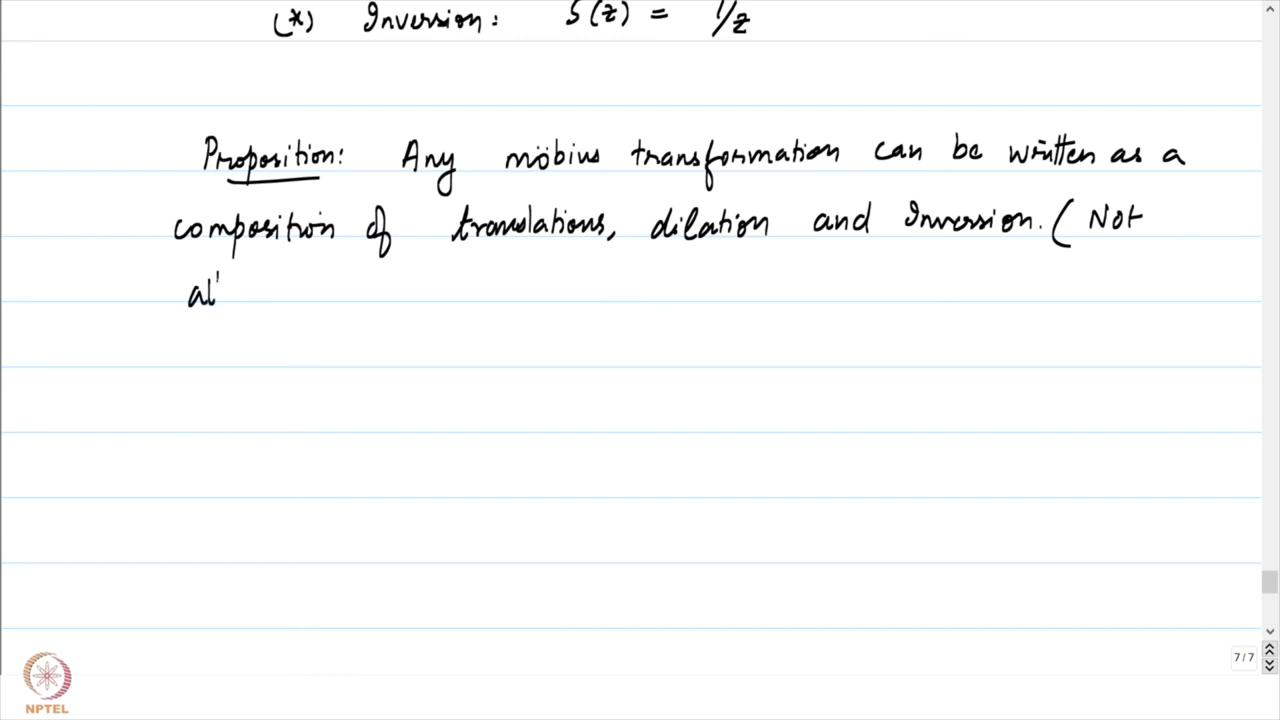 (*) Inversion: S(z) = 1/z
Proposition: Any möbius transformation can be written as a
composition of translations, dilation and Inversion. ( Not
al
7/7
NPTEL